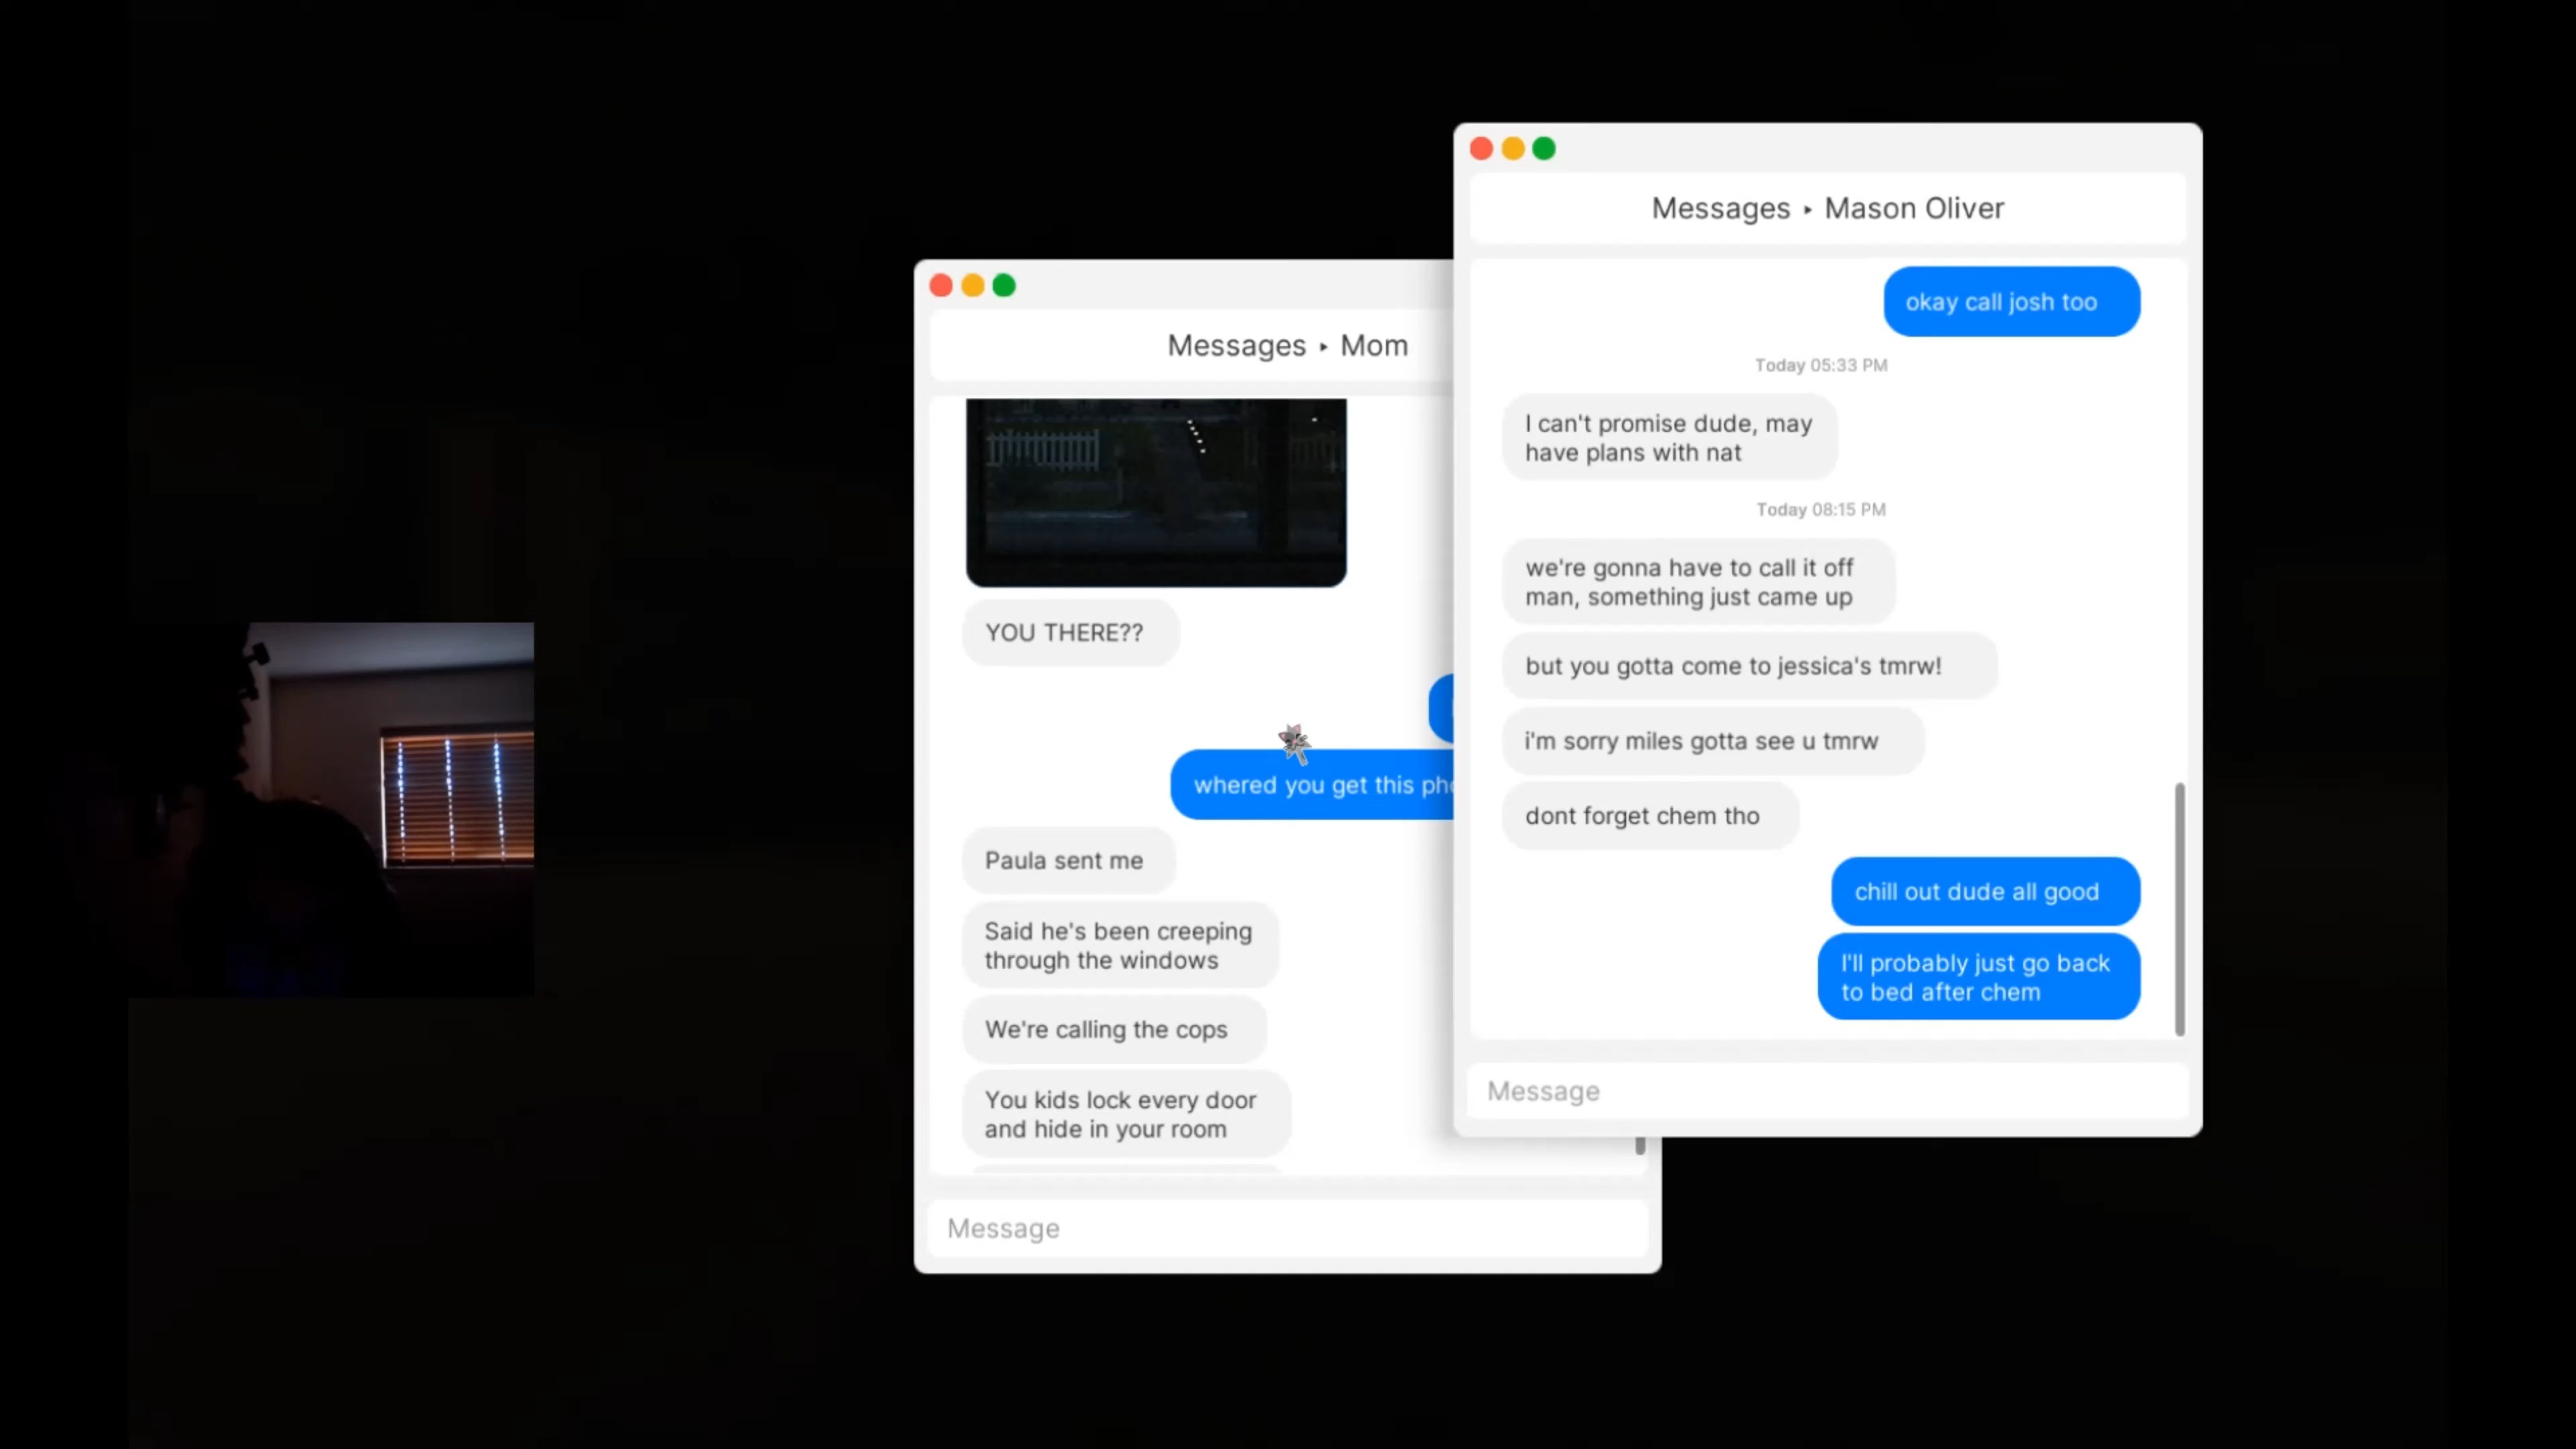 Messages ▸ Mom
YOU THERE??
whered you get this
Paula sent me
Said he's been creeping
through the windows
We're calling the cops
You kids lock every door
and hide in your room
Message
Messages ▸ Mason Oliver
okay call josh too
Today 05:33 PM
I can't promise dude, may
have plans with nat
Today 08:15 PM
we're gonna have to call it off
man, something just came up
but you gotta come to jessica's tmrw!
i'm sorry miles gotta see u tmrw
dont forget chem tho
chill out dude all good
I'll probably just go back
to bed after chem
Message